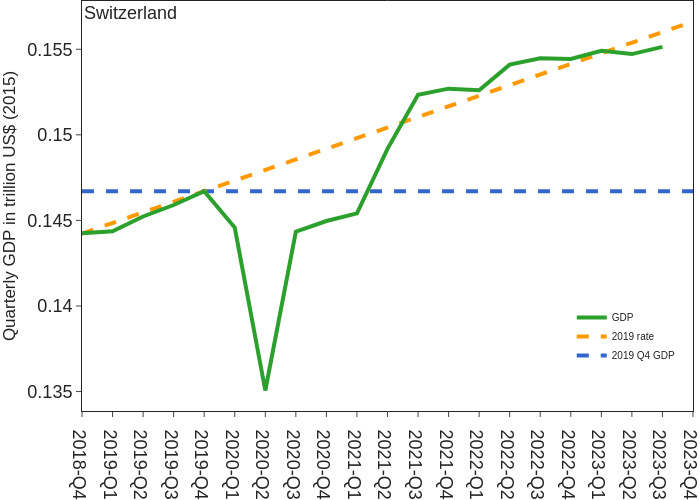 Switzerland
Quarterly GDP in trillion US$ (2015)
0.155
0.15
0.145
0.14
0.135
GDP
2019 rate
2019 Q4 GDP
2018-Q4
2019-Q1
2019-Q2
2019-Q3
2019-Q4
2020-Q1
2020-Q2
2020-Q3
2020-Q4
2021-Q1
2021-Q2
2021-Q3
2021-Q4
2022-Q1
2022-Q2
2022-Q3
2022-Q4
2023-Q1
2023-Q2
2023-Q3